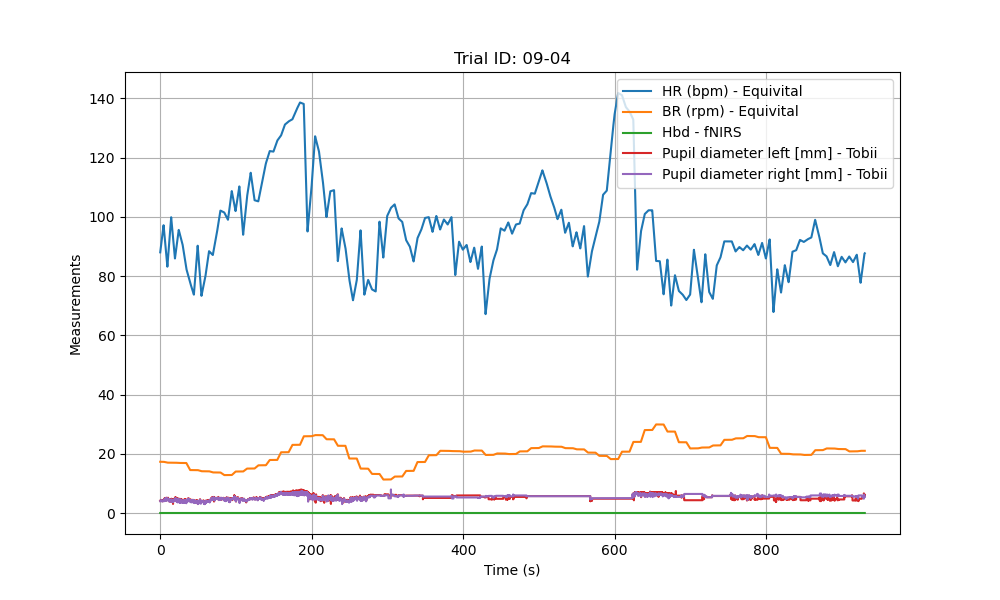 Trial ID: 09-04
HR (bpm) - Equivital
BR (rpm) - Equivital
Hbd - fNIRS
Pupil diameter left [mm] - Tobii
Pupil diameter right [mm] - Tobii
Measurements
140
120
100
80
60
40
20
0
0 200 400 600 800
Time (s)